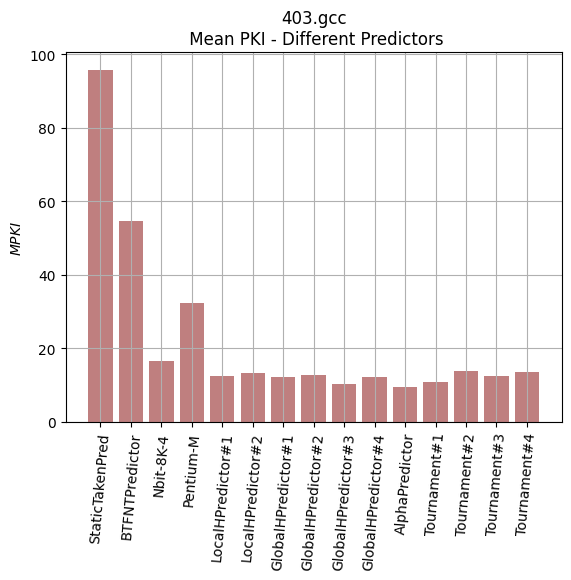 403.gcc
Mean PKI - Different Predictors
MPKI
100
80
60
40
20
0
StaticTakenPred
BTFNTPredictor
Nbit-8K-4
Pentium-M
LocalHPredictor#1
LocalHPredictor#2
GlobalHPredictor#1
GlobalHPredictor#2
GlobalHPredictor#3
GlobalHPredictor#4
AlphaPredictor
Tournament#1
Tournament#2
Tournament#3
Tournament#4